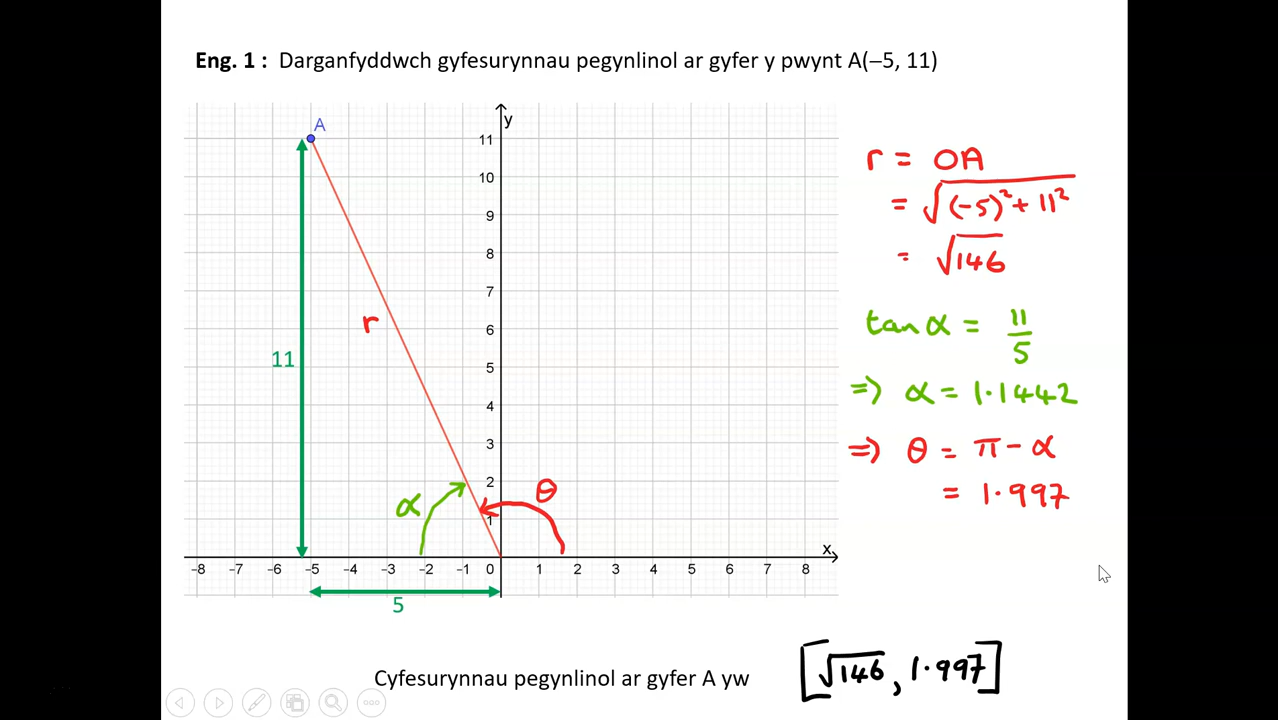 Eng. 1 : Darganfyddwch gyfesurynnau pegynlinol ar gyfer y pwynt A(−5, 11)
A
y
11
10
9
8
7
6
5
4
3
2
1
x
−8 −7 −6 −5 −4 −3 −2 −1 0 1 2 3 4 5 6 7 8
11
r
α
θ
5
r = OA
= √(-5)² + 11²
= √146
tan α = 11/5
=> α = 1.1442
=> θ = π - α
= 1.997
Cyfesurynnau pegynlinol ar gyfer A yw [√146, 1.997]